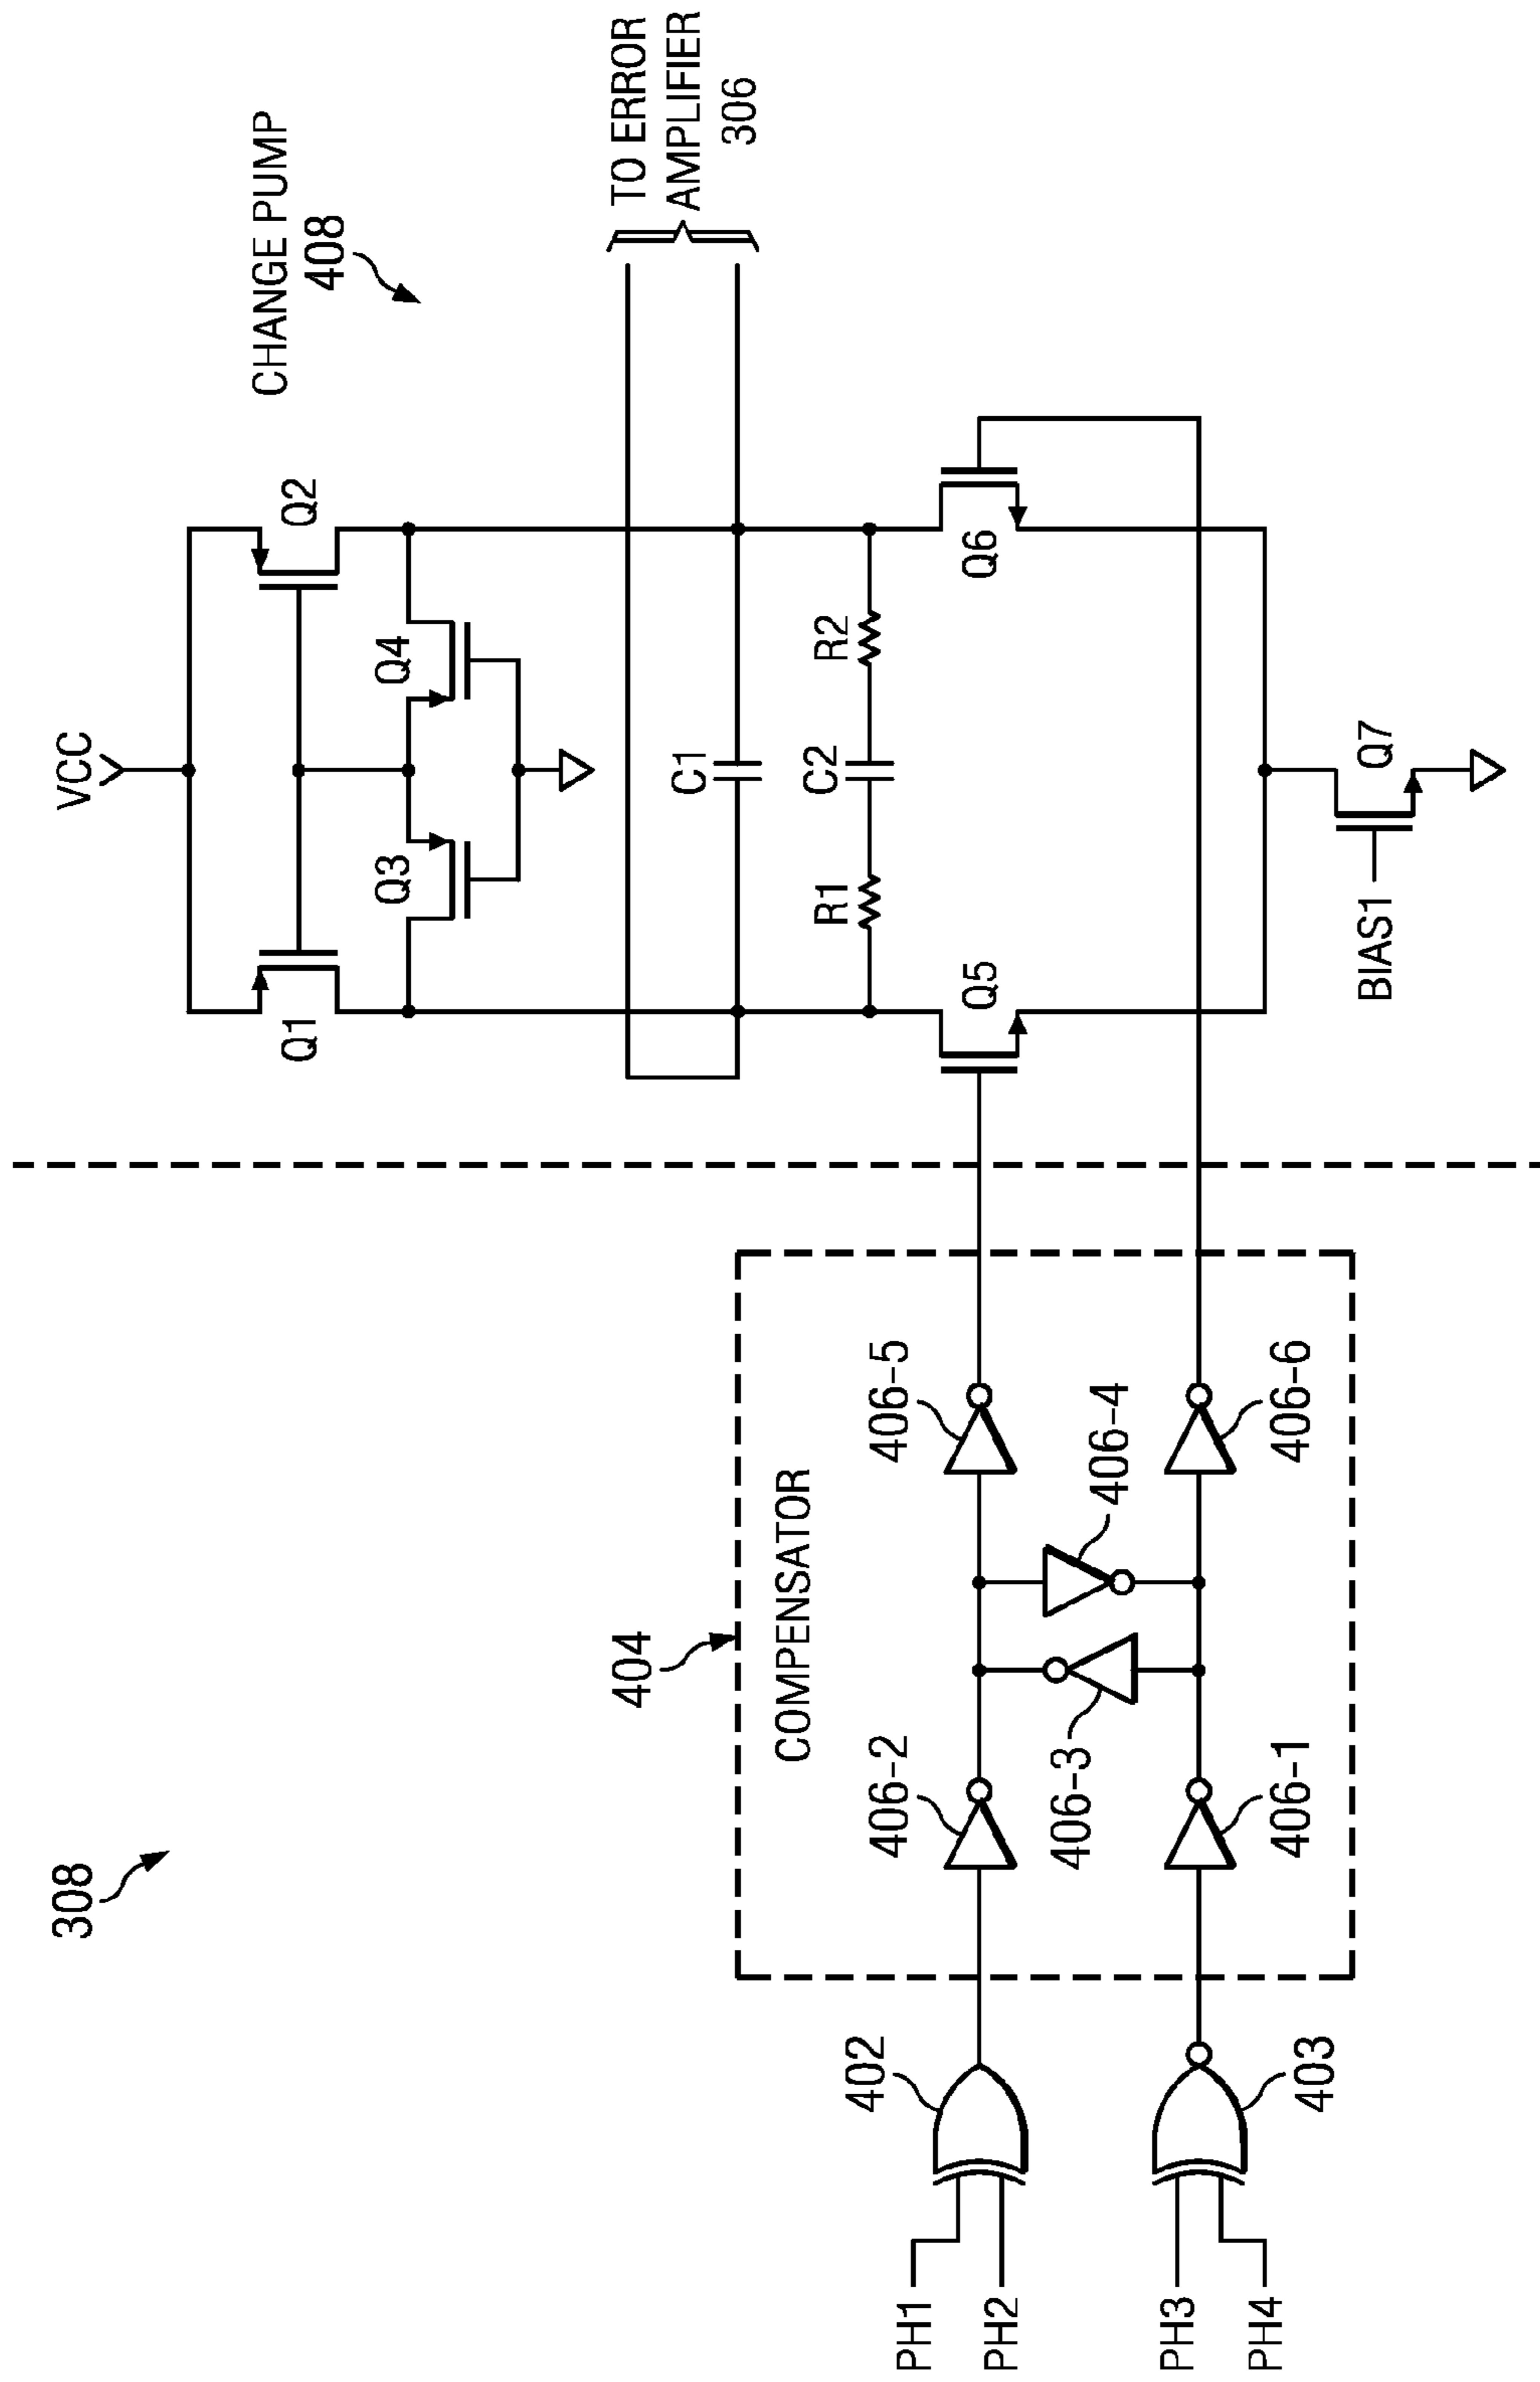 308
CHANGE PUMP
408
VCC
Q1
Q2
Q3
Q4
TO ERROR
AMPLIFIER
306
C1
R1
C2
R2
404
COMPENSATOR
402
406-2
406-5
Q5
Q6
PH1
PH2
406-3
406-4
PH3
PH4
403
406-1
406-6
BIAS1
Q7